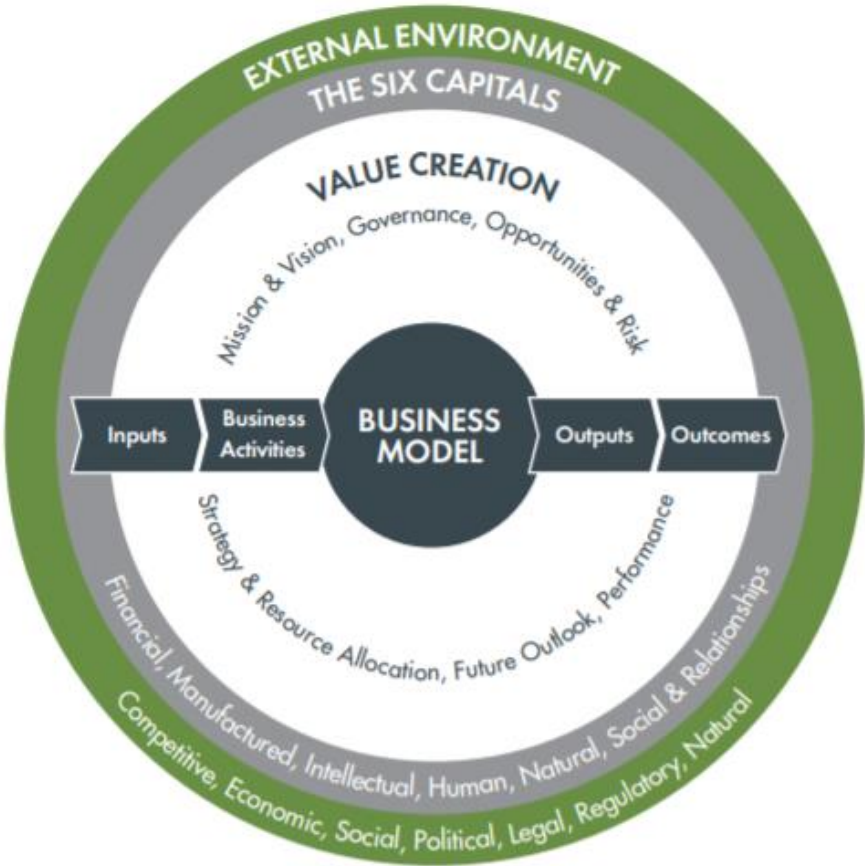 EXTERNAL ENVIRONMENT
THE SIX CAPITALS
VALUE CREATION
Mission & Vision, Governance, Opportunities & Risk
Inputs
Business
Activities
BUSINESS
MODEL
Outputs
Outcomes
Strategy & Resource Allocation, Future Outlook, Performance
Financial, Manufactured, Intellectual, Human, Natural, Social & Relationships
Competitive, Economic, Social, Political, Legal, Regulatory, Natural